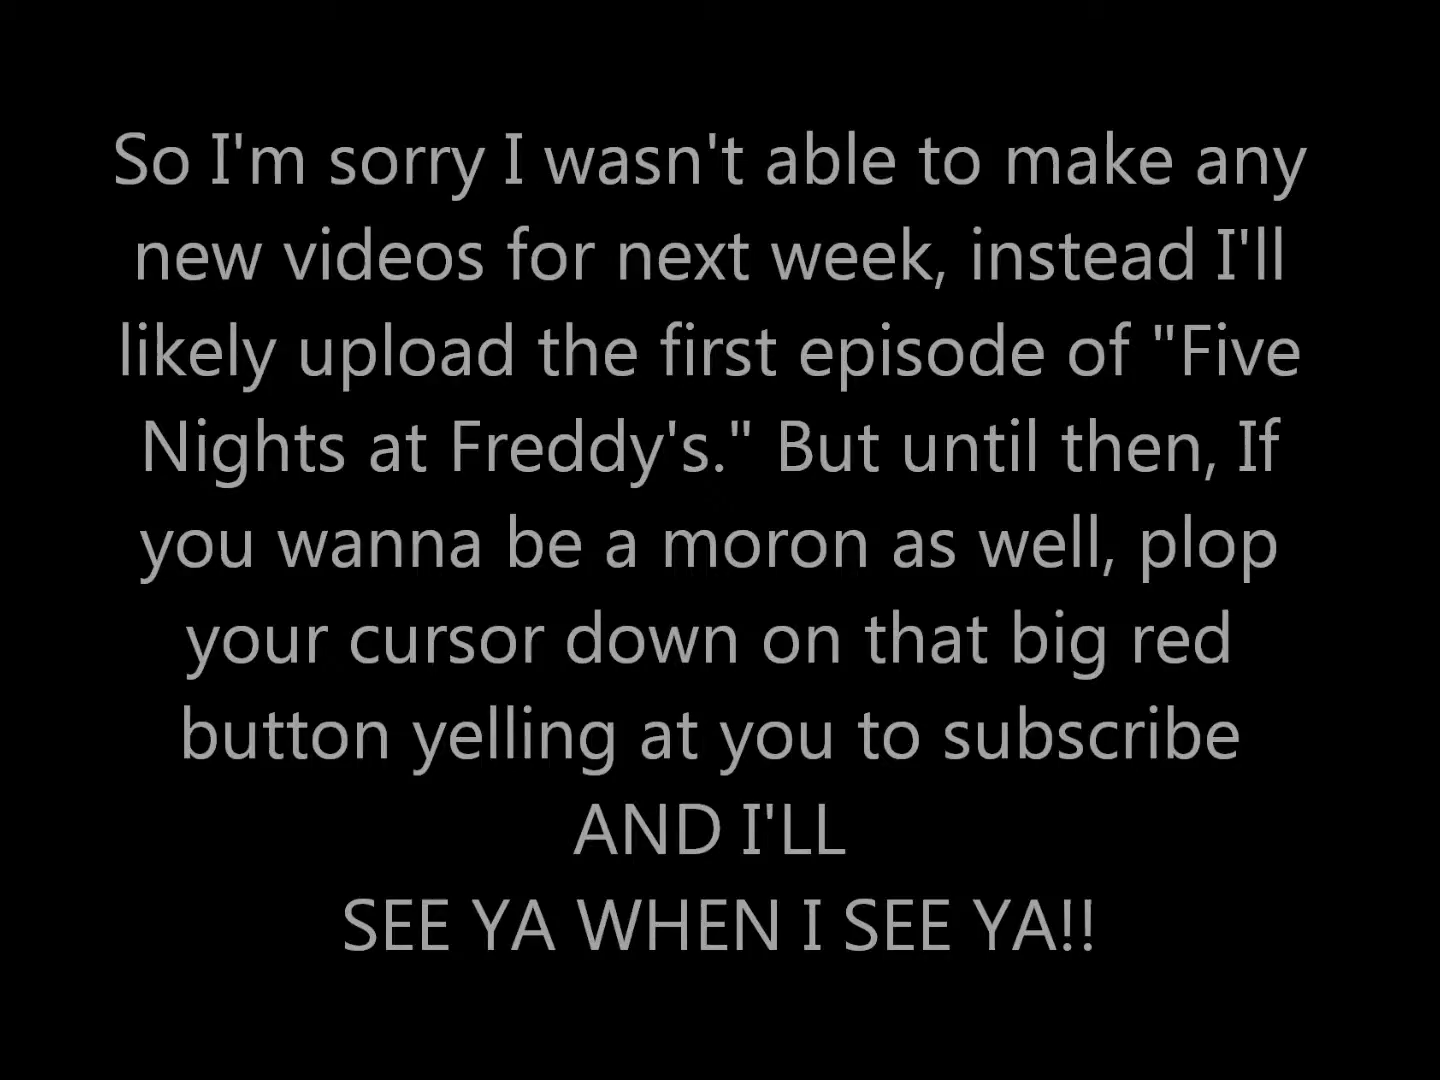 So I'm sorry I wasn't able to make any
new videos for next week, instead I'll
likely upload the first episode of "Five
Nights at Freddy's." But until then, If
you wanna be a moron as well, plop
your cursor down on that big red
button yelling at you to subscribe
AND I'LL
SEE YA WHEN I SEE YA!!